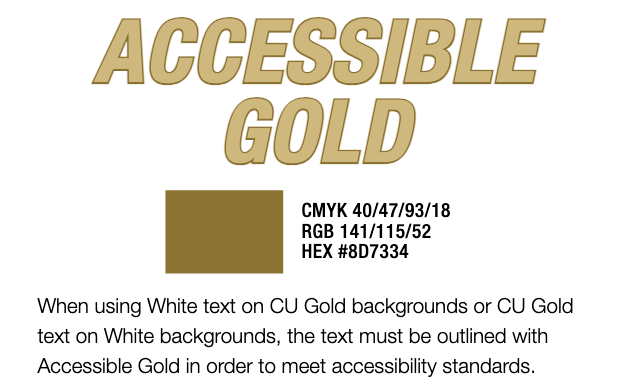 ACCESSIBLE
GOLD
CMYK 40/47/93/18
RGB 141/115/52
HEX #8D7334
When using White text on CU Gold backgrounds or CU Gold
text on White backgrounds, the text must be outlined with
Accessible Gold in order to meet accessibility standards.